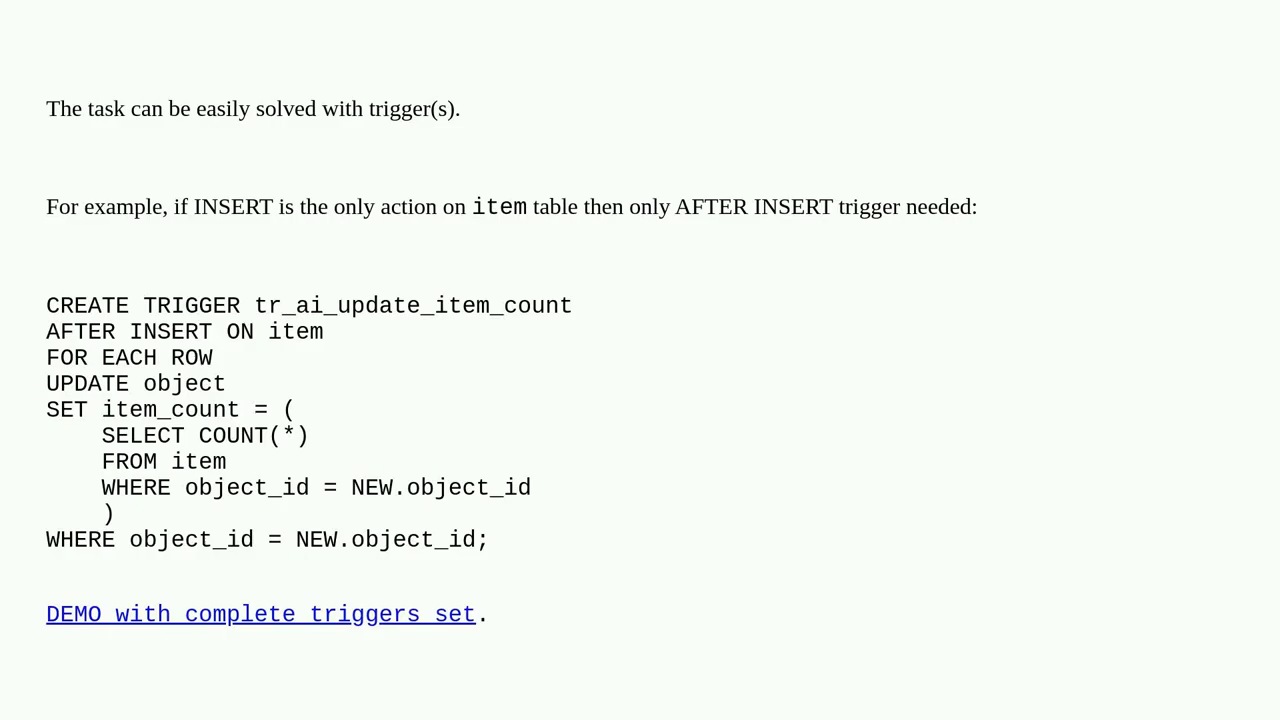 The task can be easily solved with trigger(s).
For example, if INSERT is the only action on item table then only AFTER INSERT trigger needed:
CREATE TRIGGER tr_ai_update_item_count
AFTER INSERT ON item
FOR EACH ROW
UPDATE object
SET item_count = (
    SELECT COUNT(*)
    FROM item
    WHERE object_id = NEW.object_id
    )
WHERE object_id = NEW.object_id;
DEMO with complete triggers set.